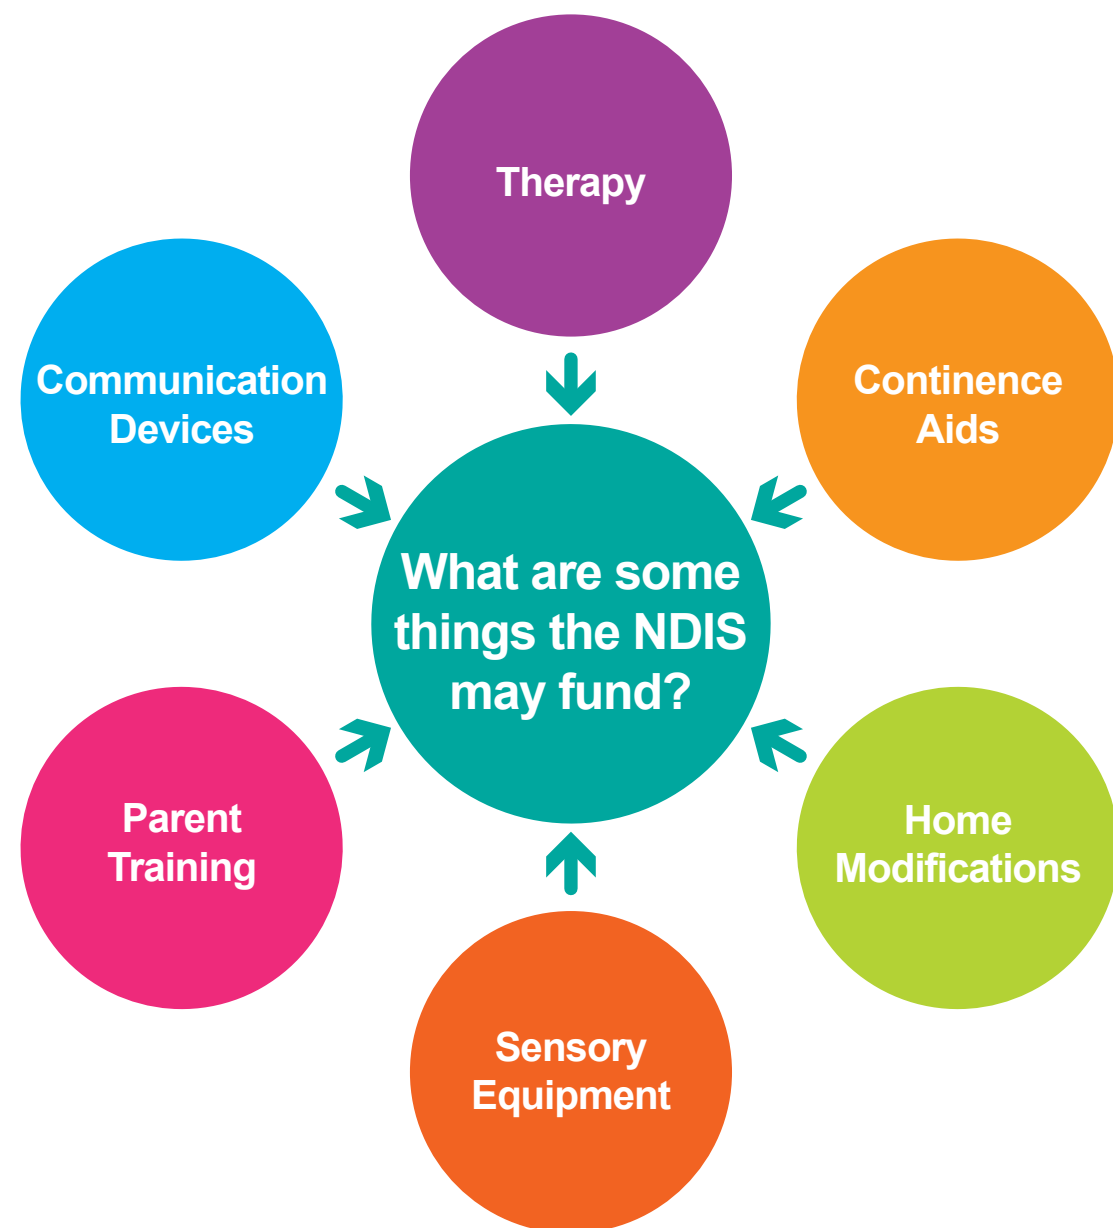 Therapy
Communication
Devices
Continence
Aids
What are some
things the NDIS
may fund?
Parent
Training
Home
Modifications
Sensory
Equipment